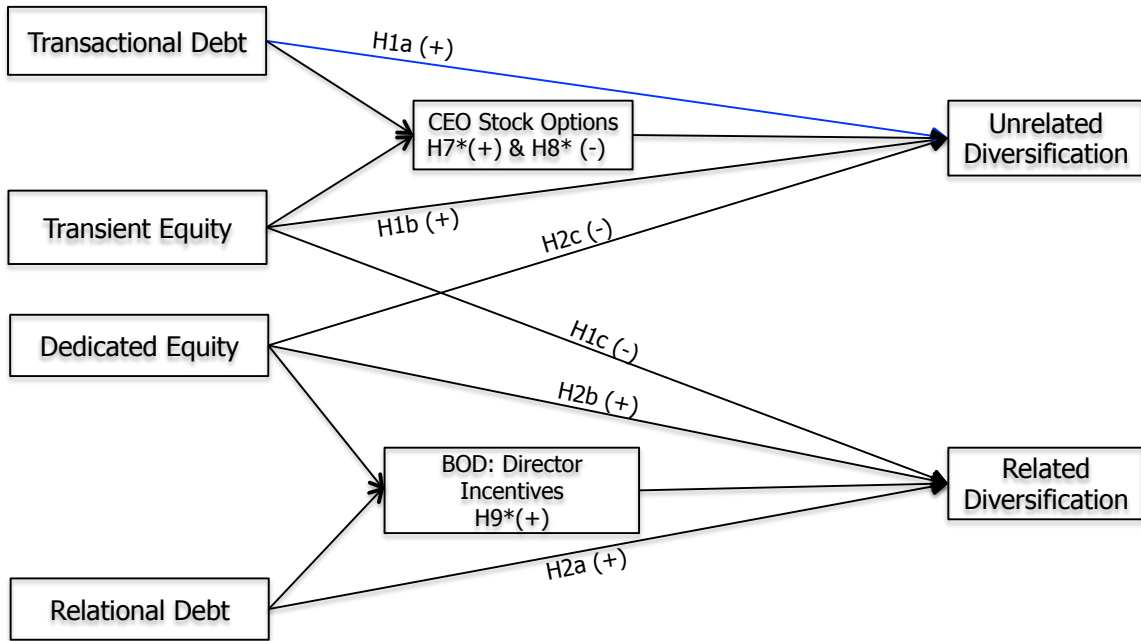 Transactional Debt
H1a (+)
CEO Stock Options
H7*(+) & H8* (-)
Unrelated
Diversification
Transient Equity
H1b (+)
H2c (-)
Dedicated Equity
H1c (-)
H2b (+)
BOD: Director
Incentives
H9*(+)
Related
Diversification
H2a (+)
Relational Debt